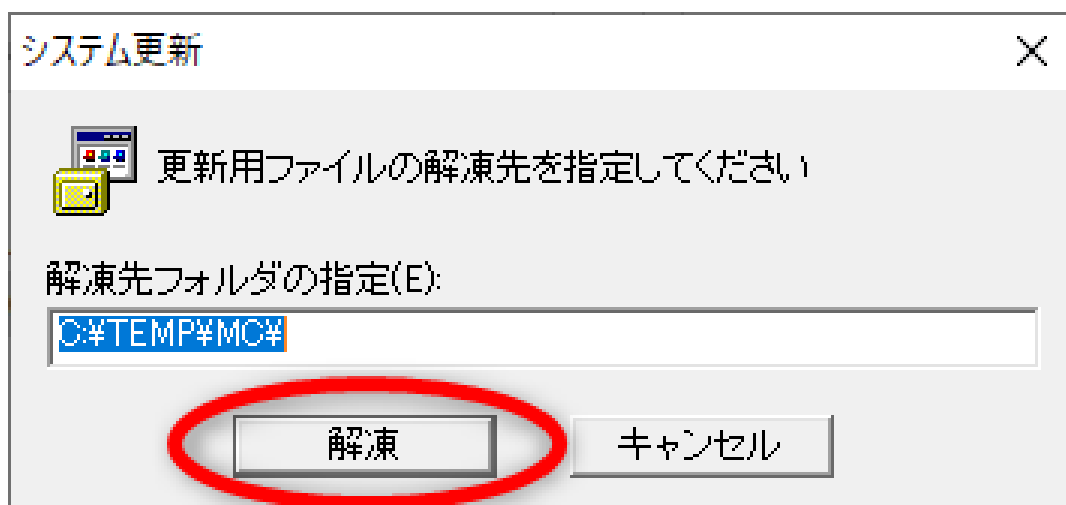 システム更新
更新用ファイルの解凍先を指定してください
解凍先フォルダの指定(E):
C:¥TEMP¥MC¥
解凍
キャンセル